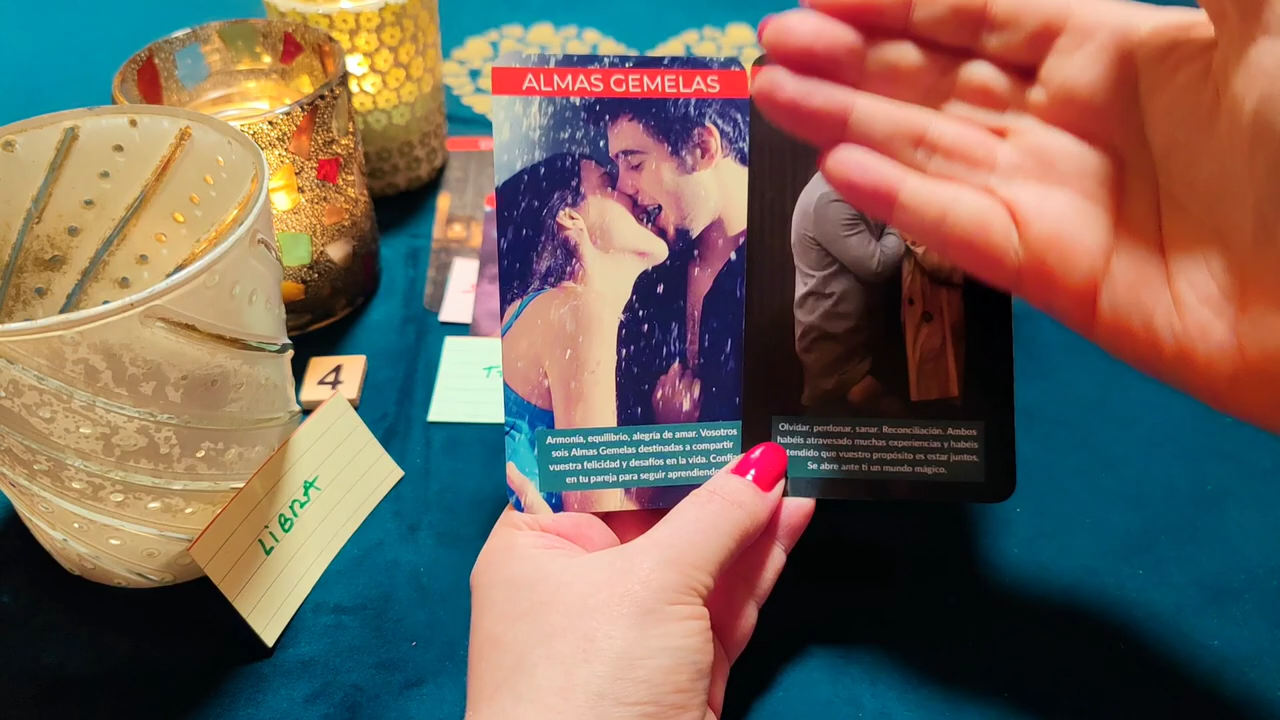 ALMAS GEMELAS
Armonía, equilibrio, alegría de amar. Vosotros
sois Almas Gemelas destinadas a compartir
vuestra felicidad y desafíos en la vida.
en tu pareja para seguir aprendiendo
Olvidar, perdonar, sanar. Reconciliación. Ambos
habéis atravesado muchas experiencias y habéis
que vuestro propósito es estar juntos.
Se abre ante ti un mundo mágico.
4
LIBRA